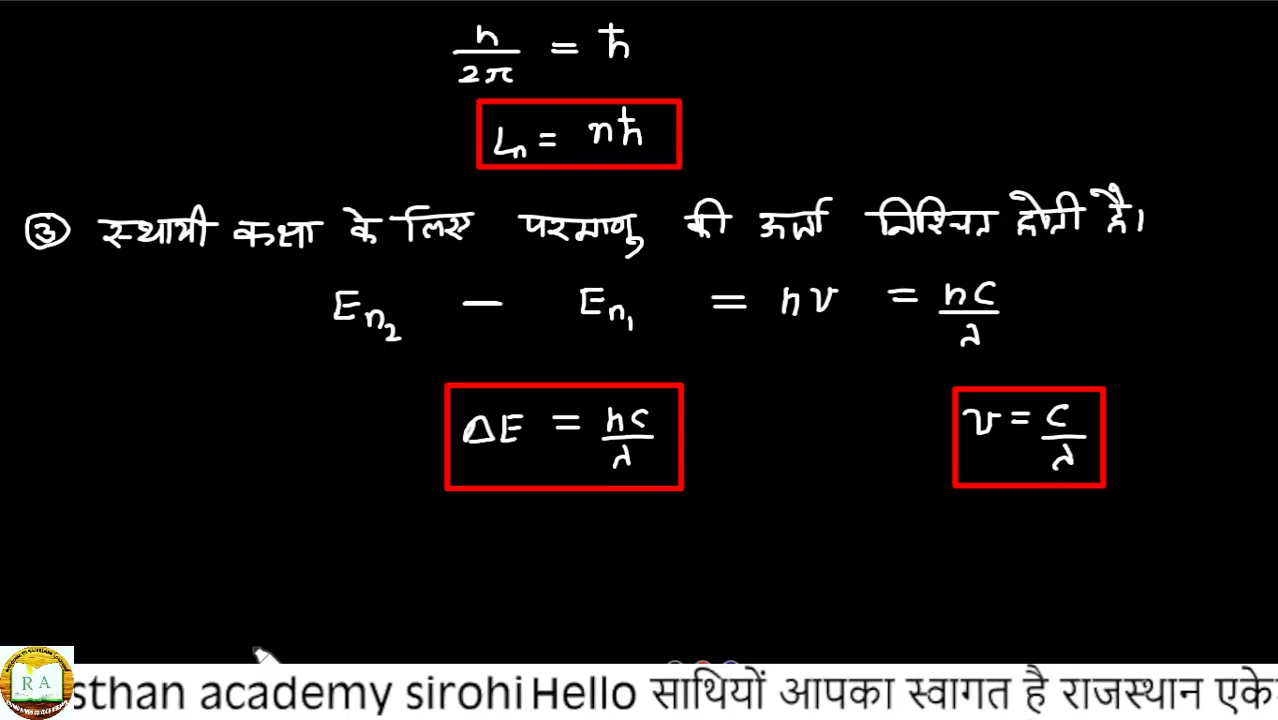 h/2π = ħ
Lₙ = nħ
③ स्थायी कक्षा के लिए परमाणु की ऊर्जा निश्चित होती है।
Eₙ₂ − Eₙ₁ = hν = hc/λ
ΔE = hc/λ ν = c/λ
R A
sthan academy sirohi Hello साथियों आपका स्वागत है राजस्थान एके